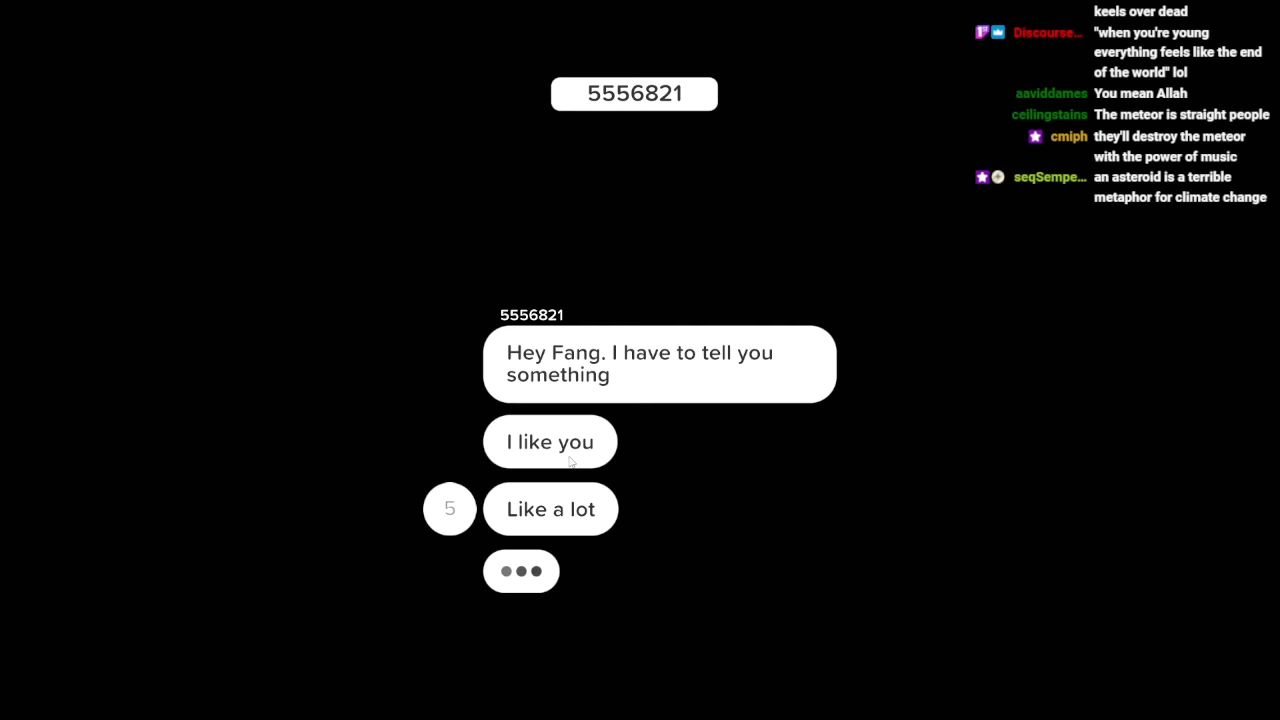 keels over dead
Discourse... "when you're young
everything feels like the end
of the world" lol
aaviddames You mean Allah
ceilingstains The meteor is straight people
cmiph they'll destroy the meteor
with the power of music
seqSempe... an asteroid is a terrible
metaphor for climate change
5556821
5556821
Hey Fang. I have to tell you
something
I like you
5 Like a lot